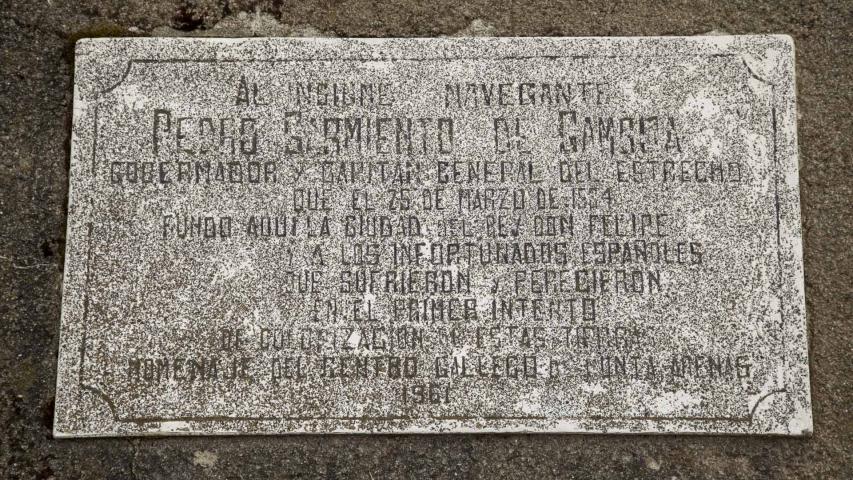 AL INSIGNE NAVEGANTE
PEDRO SARMIENTO DE GAMBOA
GOBERNADOR Y CAPITAN GENERAL DEL ESTRECHO
QUE EL 25 DE MARZO DE 1584
FUNDO AQUI LA CIUDAD DEL REY DON FELIPE
Y A LOS INFORTUNADOS ESPAÑOLES
QUE SUFRIERON Y PERECIERON
EN EL PRIMER INTENTO
DE COLONIZACION DE ESTAS TIERRAS
HOMENAJE DEL CENTRO GALLEGO DE PUNTA ARENAS
1967